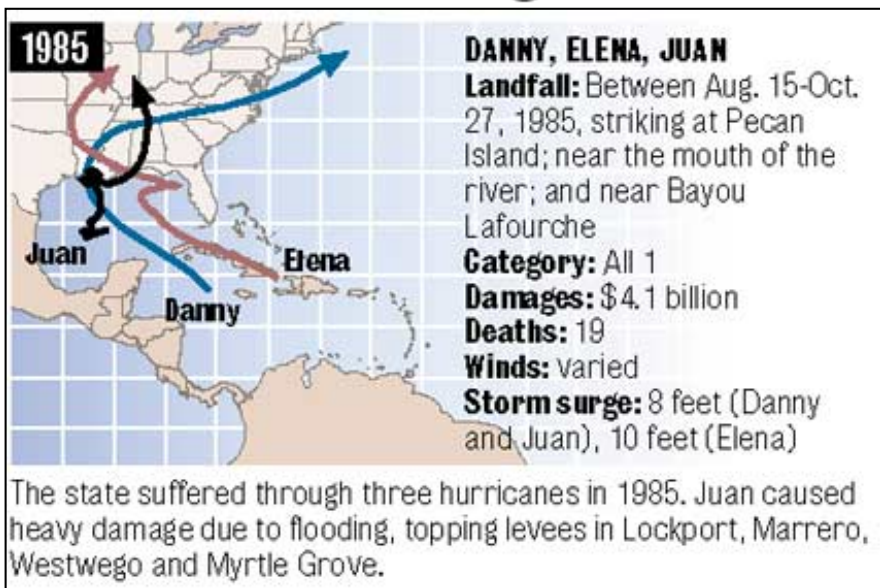 1985
DANNY, ELENA, JUAN
Landfall: Between Aug. 15-Oct.
27, 1985, striking at Pecan
Island; near the mouth of the
river; and near Bayou
Lafourche
Category: All 1
Damages: $4.1 billion
Deaths: 19
Winds: varied
Storm surge: 8 feet (Danny
and Juan), 10 feet (Elena)
Juan
Elena
Danny
The state suffered through three hurricanes in 1985. Juan caused
heavy damage due to flooding, topping levees in Lockport, Marrero,
Westwego and Myrtle Grove.